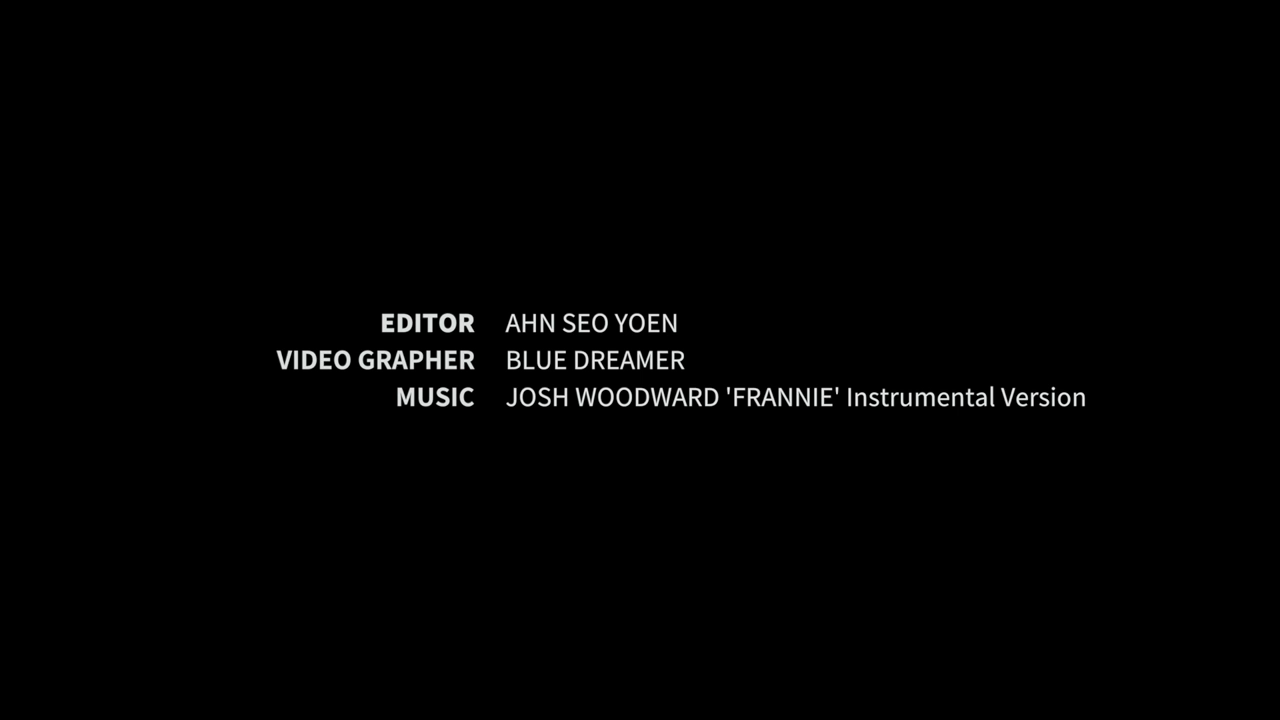 EDITOR AHN SEO YOEN
VIDEO GRAPHER BLUE DREAMER
MUSIC JOSH WOODWARD 'FRANNIE' Instrumental Version